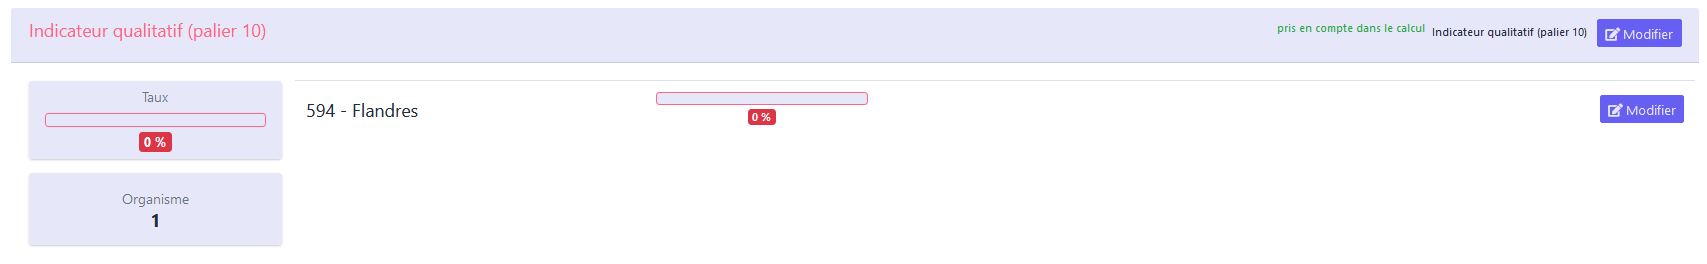 Indicateur qualitatif (palier 10)
pris en compte dans le calcul Indicateur qualitatif (palier 10) Modifier
Taux
0 %
594 - Flandres
0 %
Modifier
Organisme
1